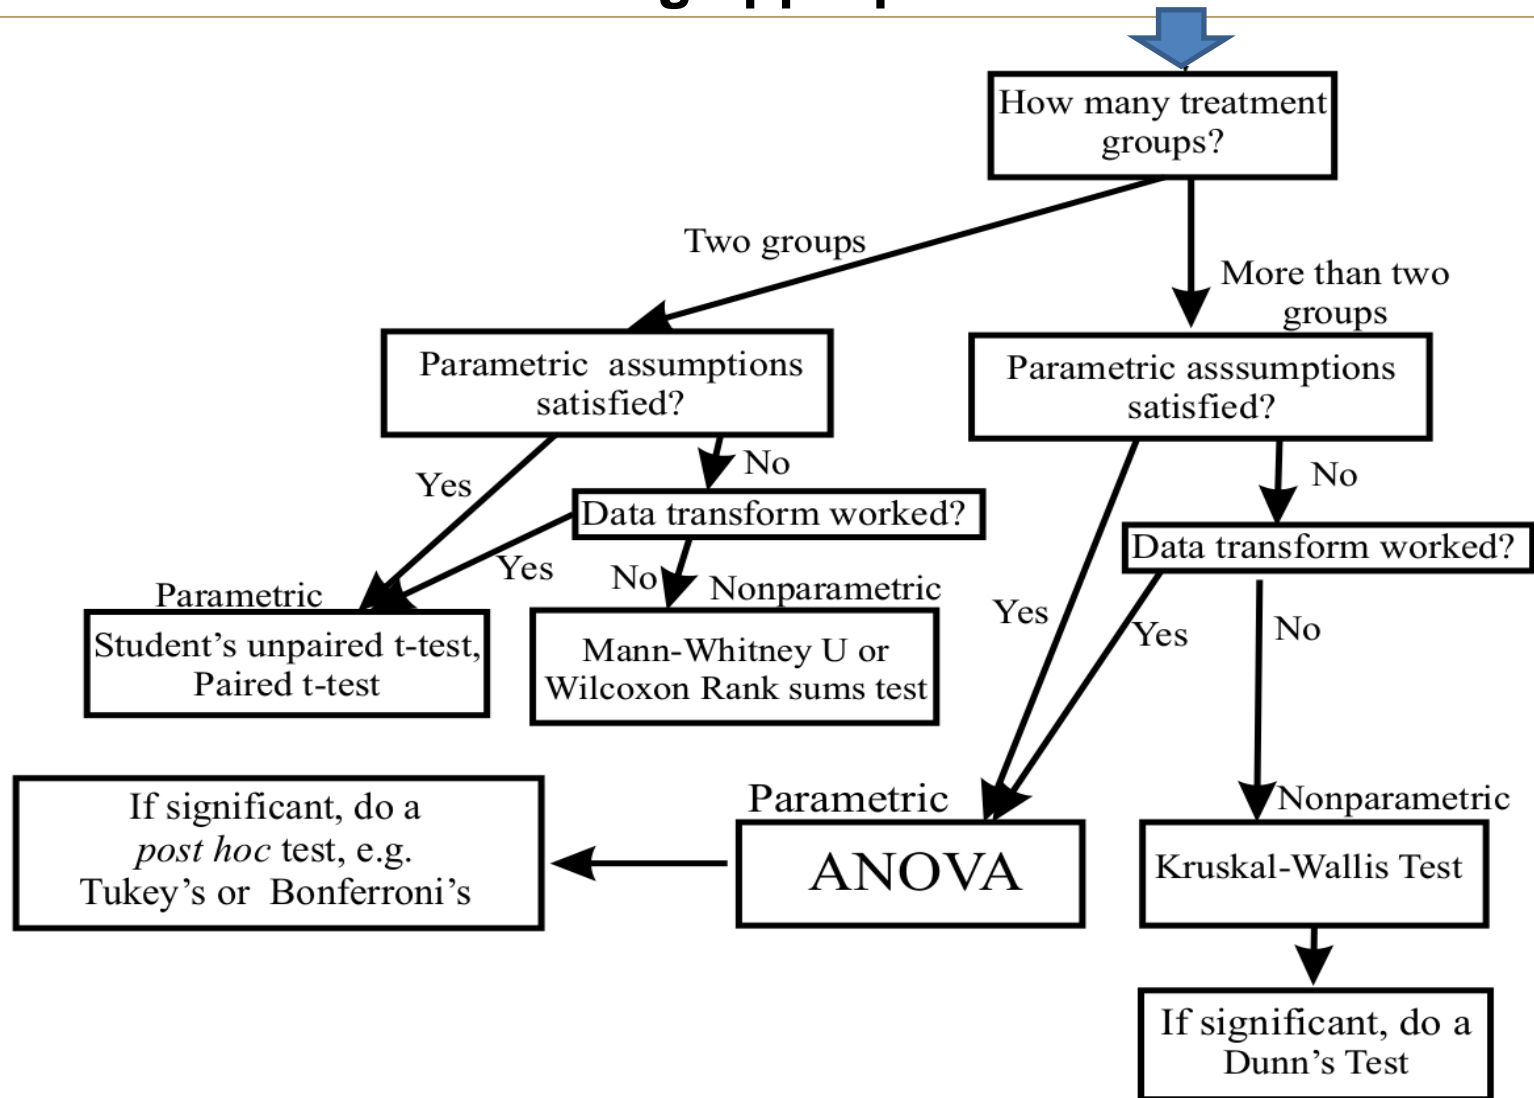 How many treatment
groups?
Two groups
More than two
groups
Parametric assumptions
satisfied?
Parametric asssumptions
satisfied?
Yes
No
No
Data transform worked?
Data transform worked?
Yes
No
Yes
Yes
No
Parametric
Student’s unpaired t-test,
Paired t-test
Nonparametric
Mann-Whitney U or
Wilcoxon Rank sums test
Parametric
ANOVA
Nonparametric
Kruskal-Wallis Test
If significant, do a
post hoc test, e.g.
Tukey’s or Bonferroni’s
If significant, do a
Dunn’s Test